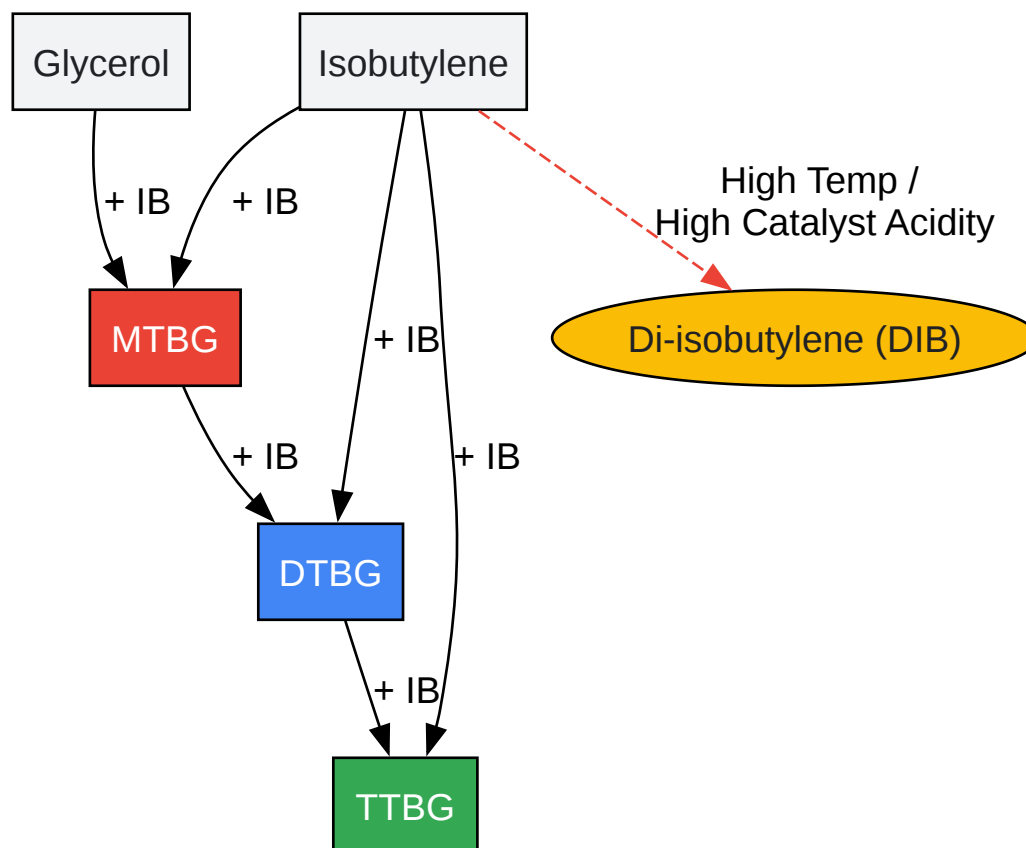 Glycerol
Isobutylene
+ IB
+ IB
High Temp /
High Catalyst Acidity
MTBG
+ IB
Di-isobutylene (DIB)
+ IB
+ IB
DTBG
+ IB
TTBG